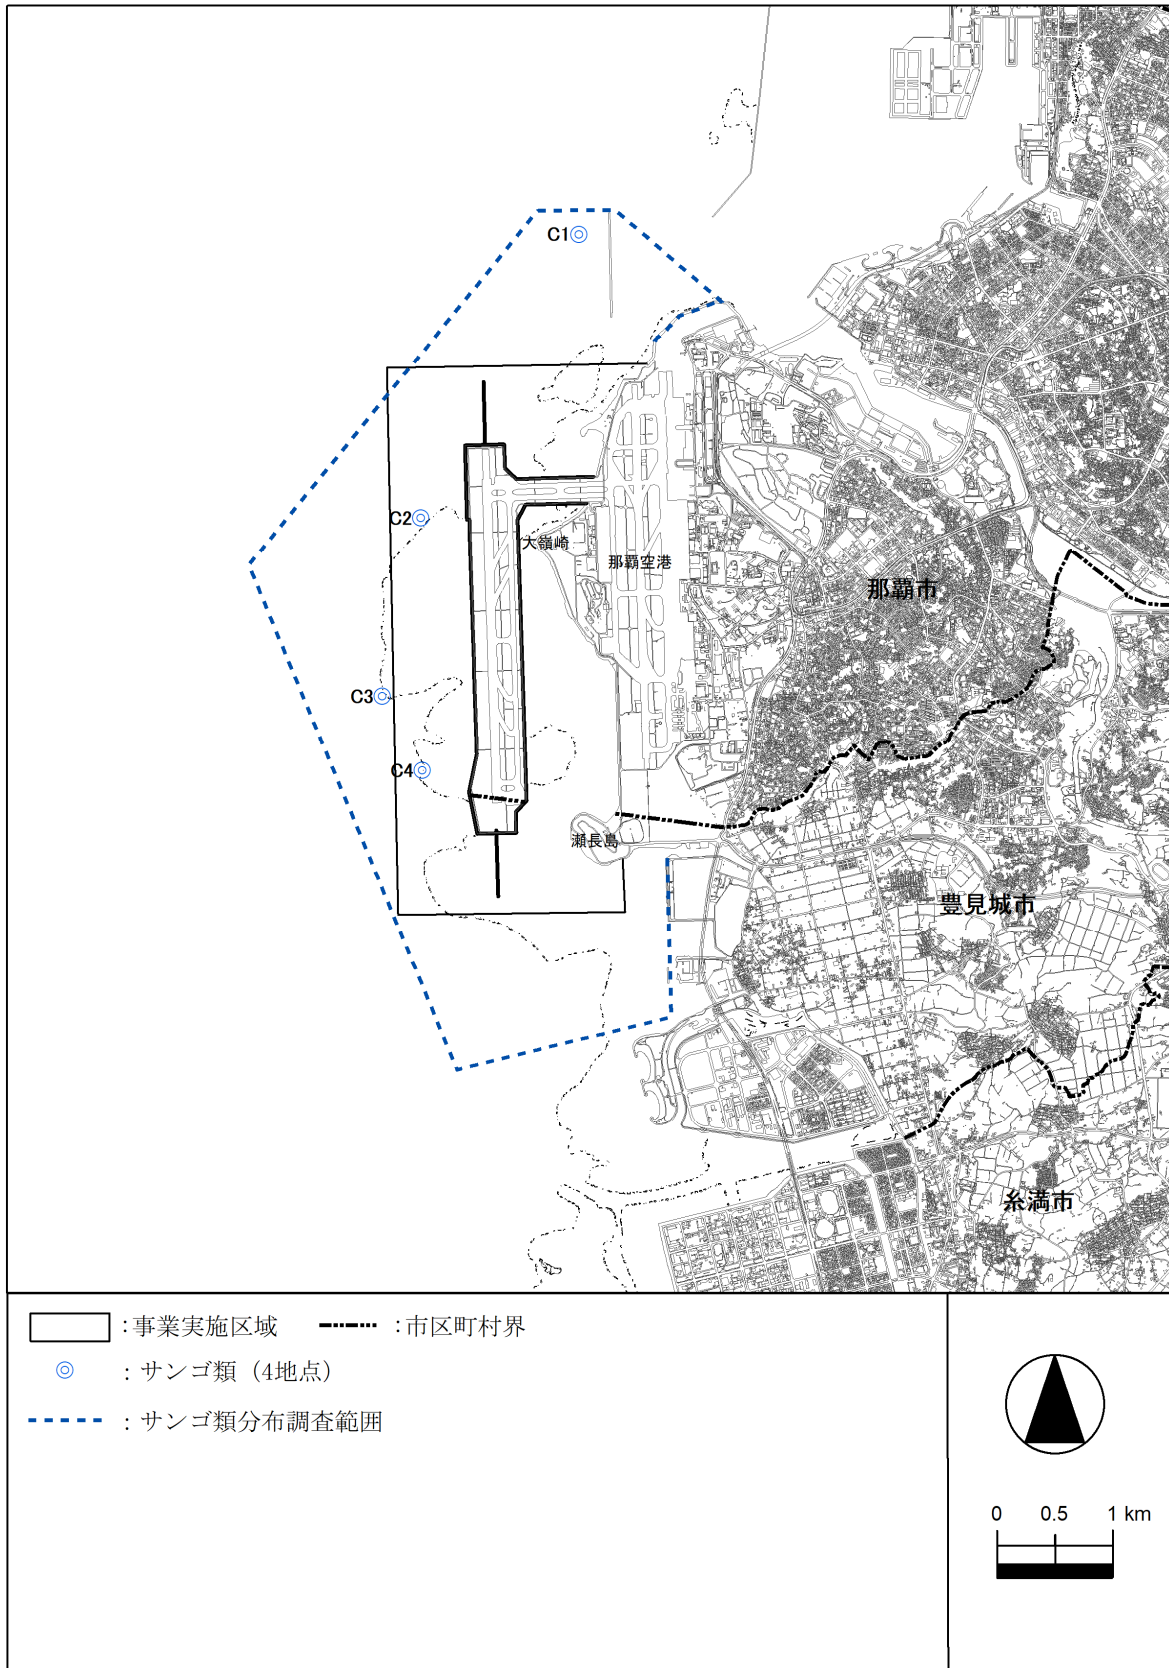 C1
C2
大嶺崎
那覇空港
那覇市
C3
C4
瀬長島
豊見城市
糸満市
：事業実施区域
：市区町村界
：サンゴ類（4地点）
：サンゴ類分布調査範囲
0 0.5 1 km